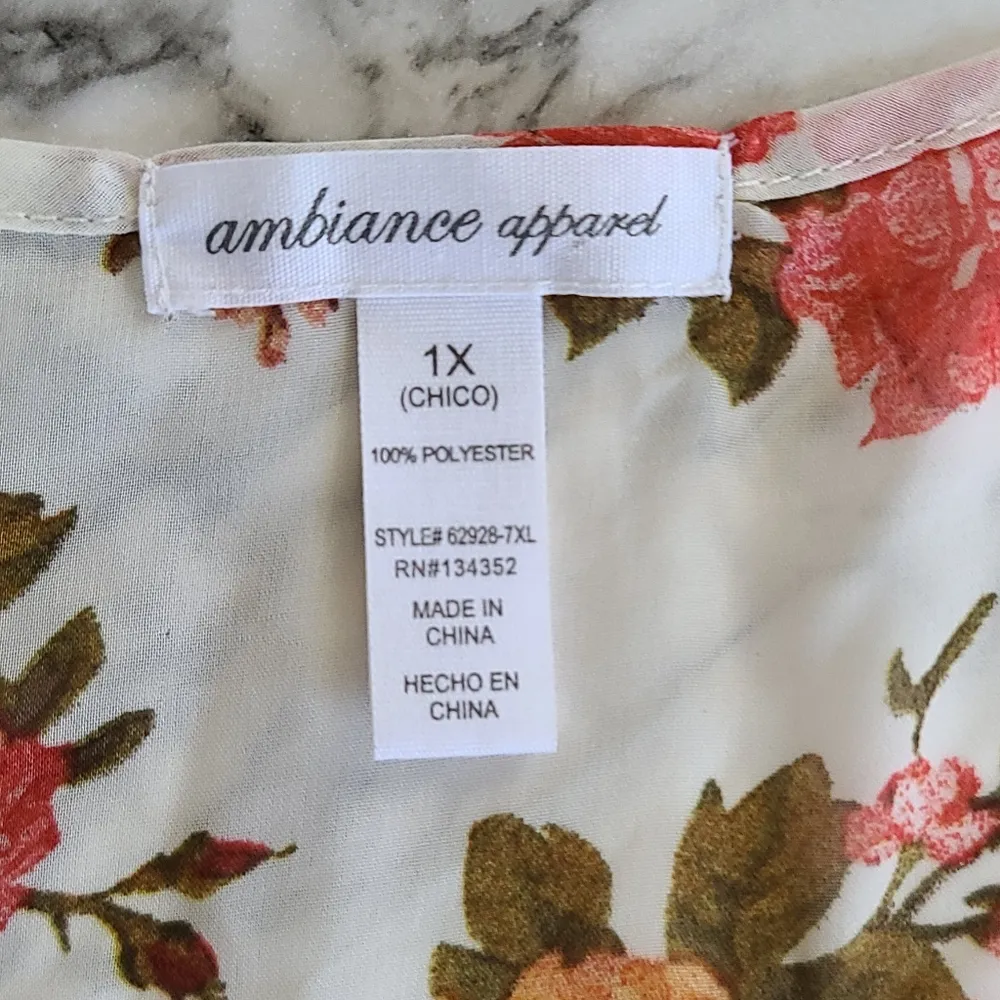 ambiance apparel
1X
(CHICO)
100% POLYESTER
STYLE# 62928-7XL
RN#134352
MADE IN
CHINA
HECHO EN
CHINA